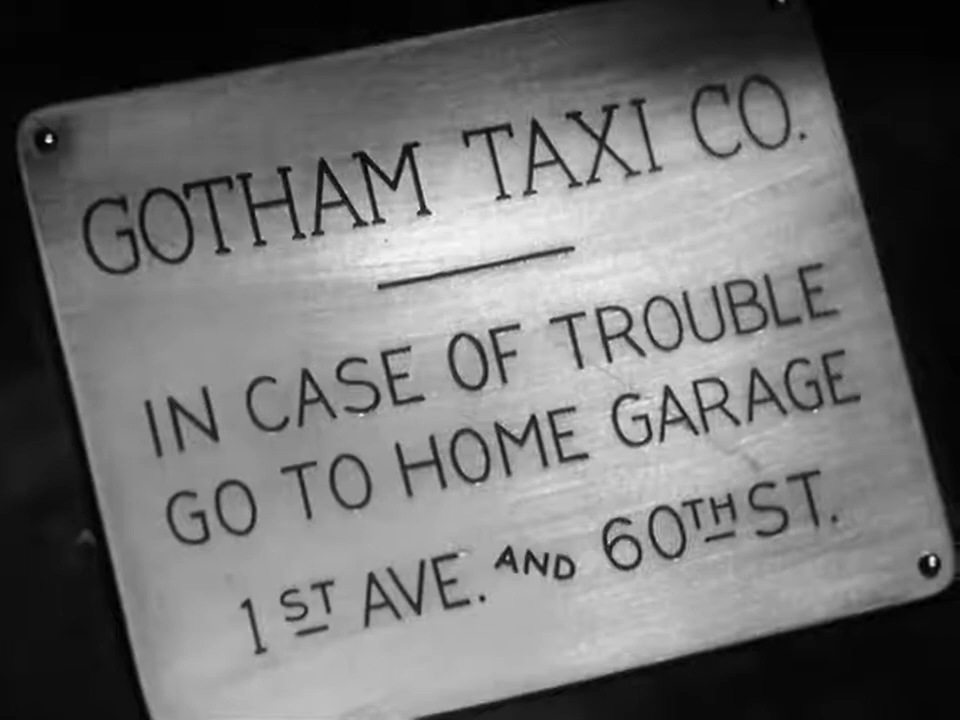 GOTHAM TAXI CO.
IN CASE OF TROUBLE
GO TO HOME GARAGE
1ST AVE. AND 60TH ST.